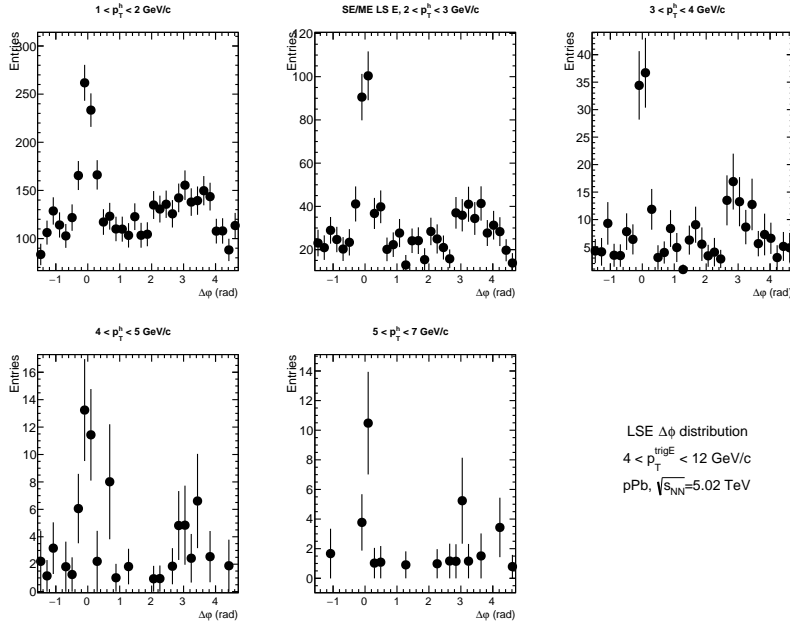 1 < p_T^h < 2 GeV/c
Entries
300
250
200
150
100
−1 0 1 2 3 4
Δφ (rad)
SE/ME LS E, 2 < p_T^h < 3 GeV/c
Entries
120
100
80
60
40
20
−1 0 1 2 3 4
Δφ (rad)
3 < p_T^h < 4 GeV/c
Entries
40
35
30
25
20
15
10
5
−1 0 1 2 3 4
Δφ (rad)
4 < p_T^h < 5 GeV/c
Entries
16
14
12
10
8
6
4
2
0
−1 0 1 2 3 4
Δφ (rad)
5 < p_T^h < 7 GeV/c
Entries
14
12
10
8
6
4
2
0
−1 0 1 2 3 4
Δφ (rad)
LSE Δϕ distribution
4 < p_T^trigE < 12 GeV/c
pPb, √s_NN=5.02 TeV